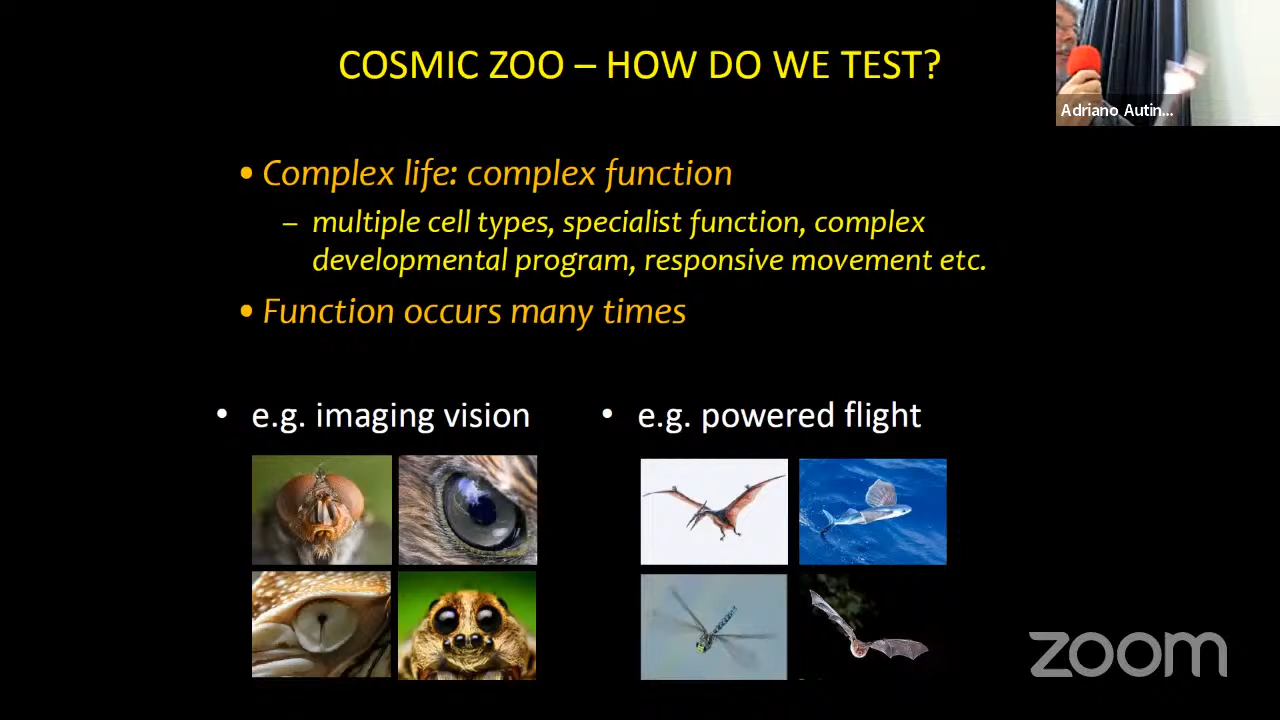 COSMIC ZOO – HOW DO WE TEST?
Adriano Autin...
• Complex life: complex function
– multiple cell types, specialist function, complex
developmental program, responsive movement etc.
• Function occurs many times
• e.g. imaging vision
• e.g. powered flight
zoom